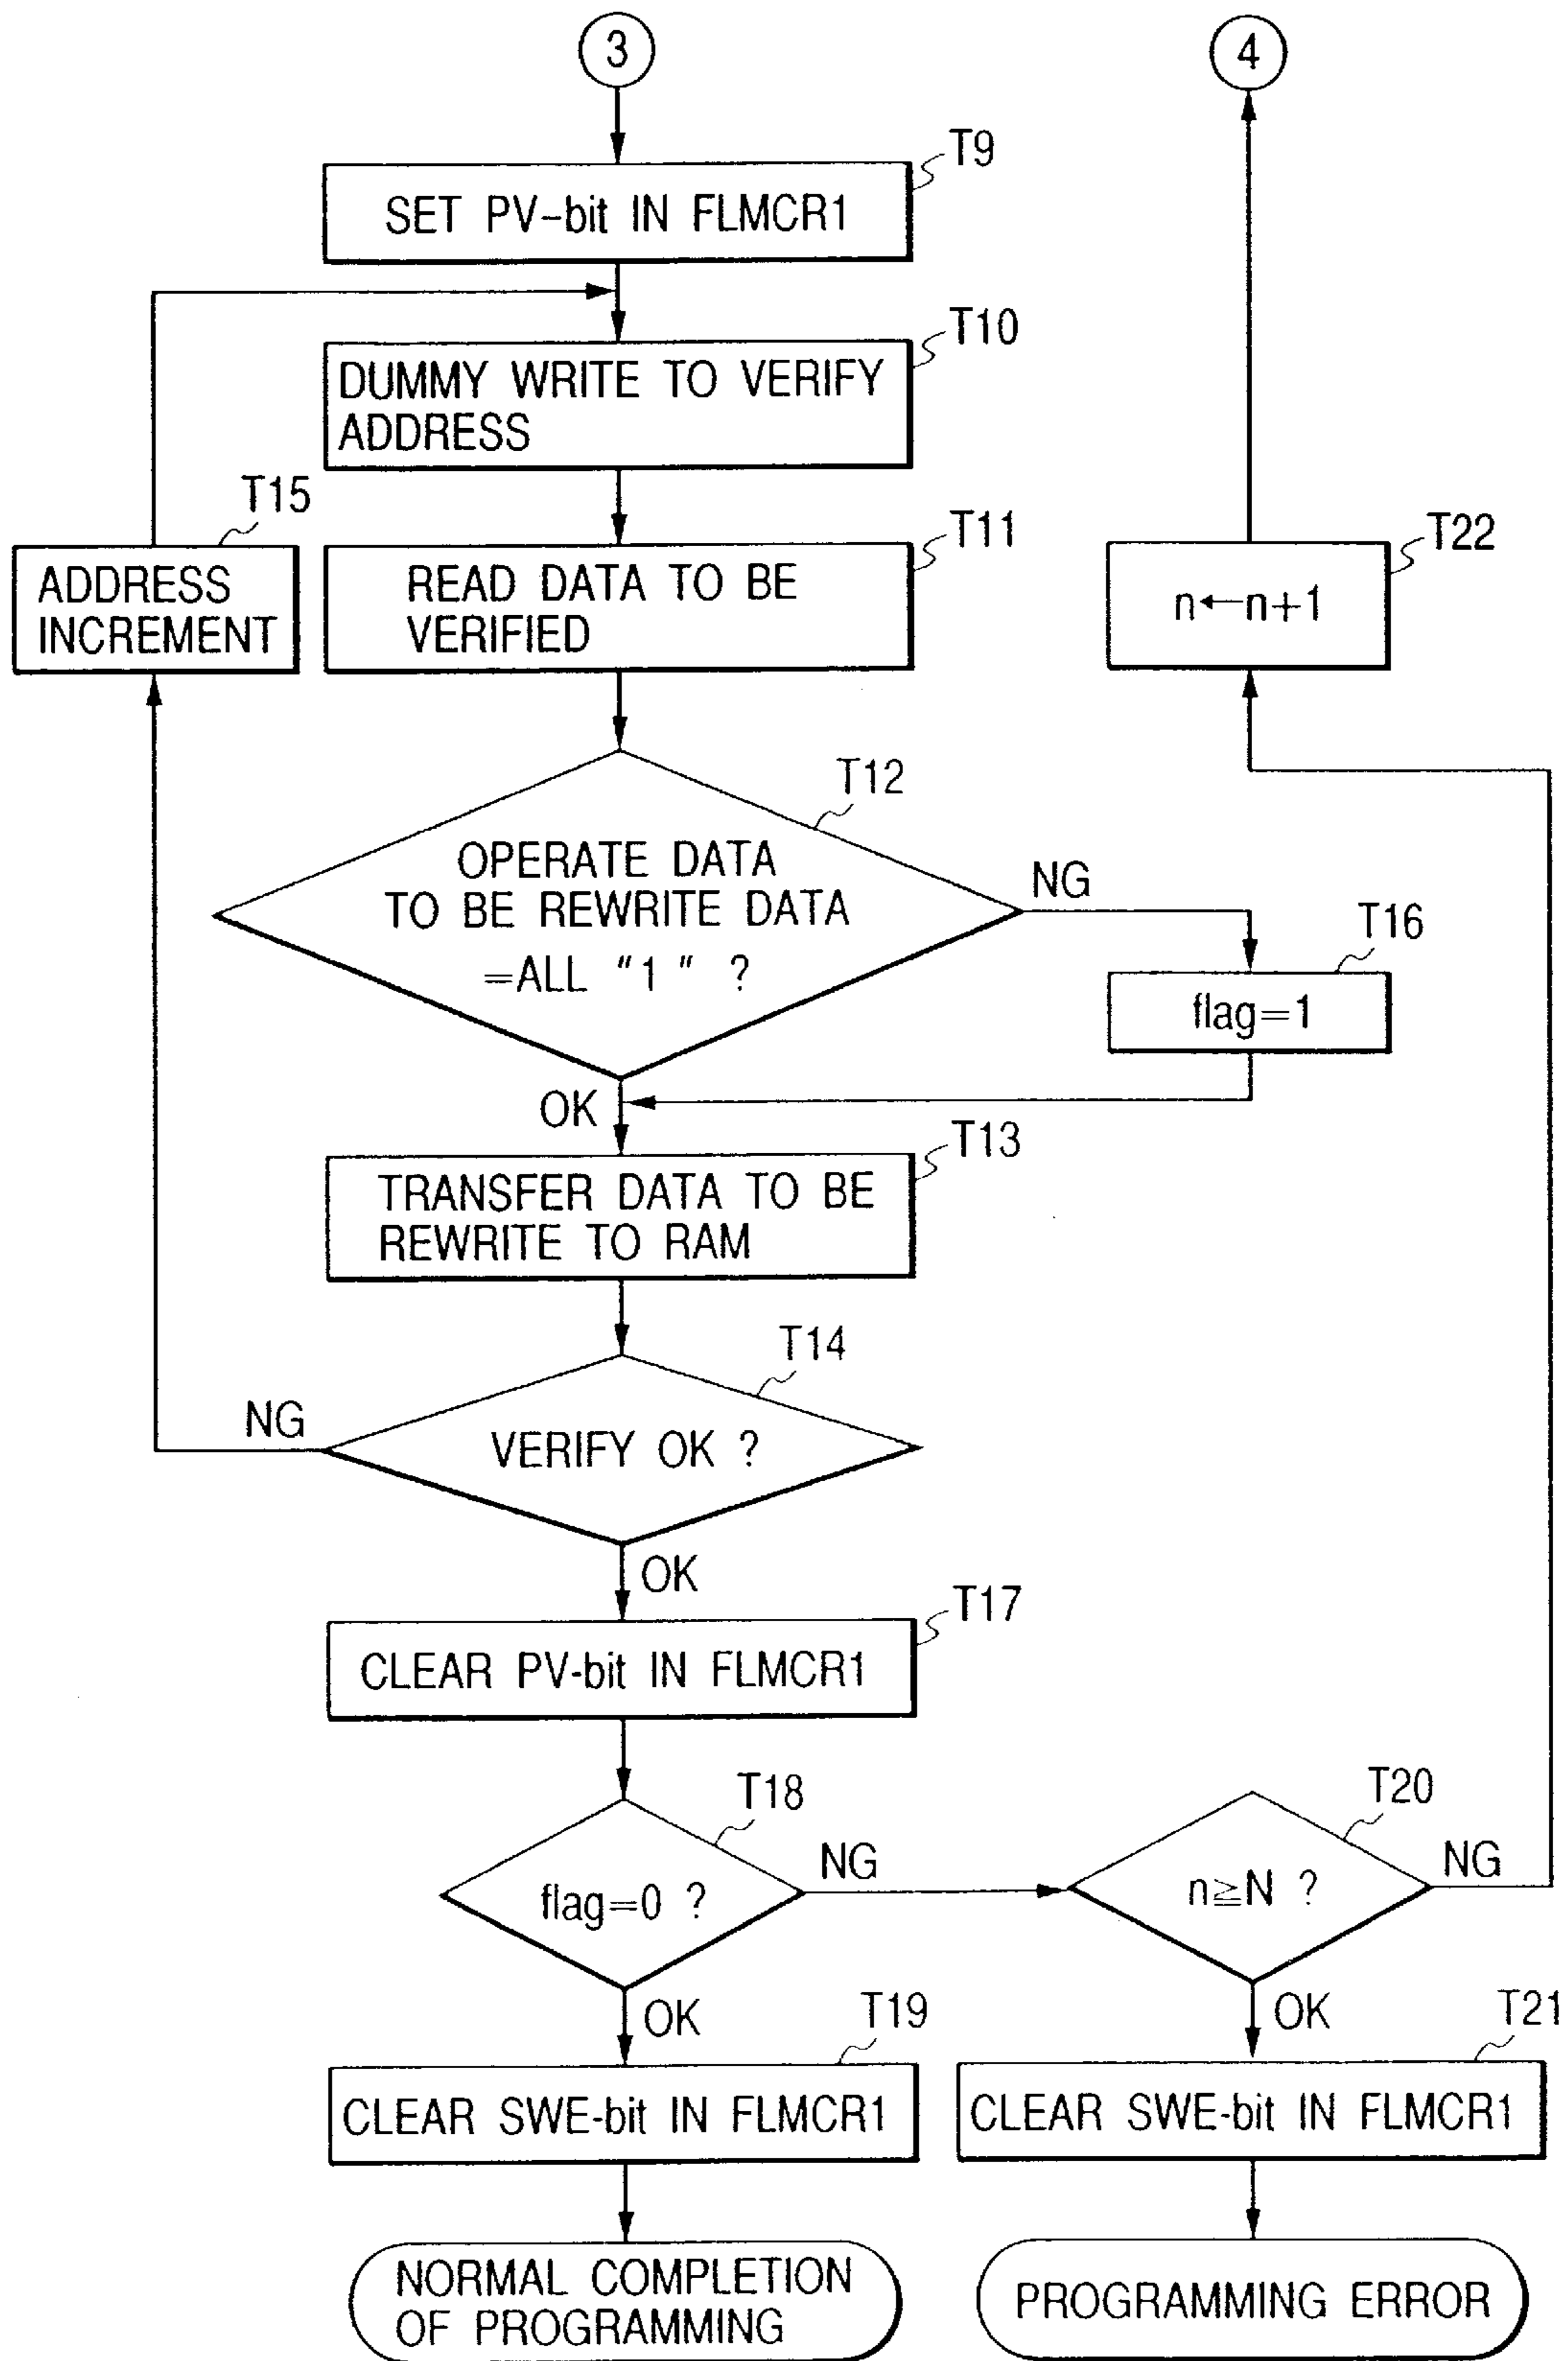 3
4
T9
SET PV-bit IN FLMCR1
T10
DUMMY WRITE TO VERIFY
ADDRESS
T15
ADDRESS
INCREMENT
T11
READ DATA TO BE
VERIFIED
T22
n←n+1
T12
OPERATE DATA
TO BE REWRITE DATA
=ALL "1" ?
NG
T16
flag=1
OK
T13
TRANSFER DATA TO BE
REWRITE TO RAM
T14
NG
VERIFY OK ?
OK
T17
CLEAR PV-bit IN FLMCR1
T18
flag=0 ?
NG
T20
n≧N ?
NG
OK
T19
CLEAR SWE-bit IN FLMCR1
OK
T21
CLEAR SWE-bit IN FLMCR1
NORMAL COMPLETION
OF PROGRAMMING
PROGRAMMING ERROR